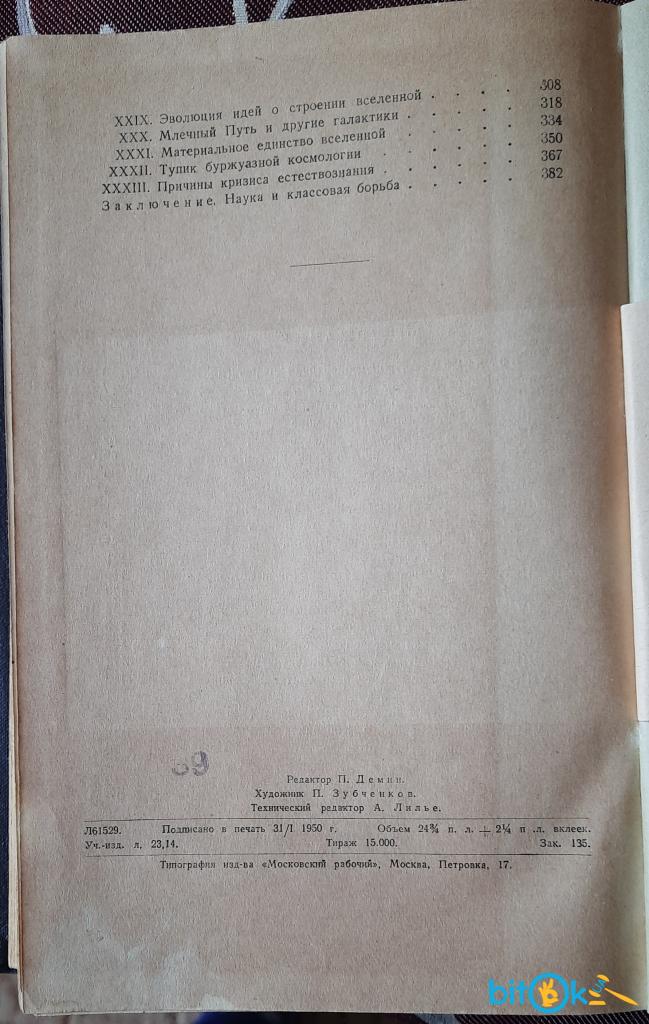 XXIX. Эволюция идей о строении вселенной . . . . 308
XXX. Млечный Путь и другие галактики . . . . . 318
XXXI. Материальное единство вселенной . . . . . 334
XXXII. Тупик буржуазной космологии . . . . . 350
XXXIII. Причины кризиса естествознания . . . . . 367
Заключение. Наука и классовая борьба . . . . . 382
39
Редактор П. Демин.
Художник П. Зубченков.
Технический редактор А. Лилье.
Л61529. Подписано в печать 31/I 1950 г. Объем 24¾ п. л. + 2¼ п .л. вклеек.
Уч.-изд. л. 23,14. Тираж 15.000. Зак. 135.
Типография изд-ва «Московский рабочий», Москва, Петровка, 17.
bitok.ua